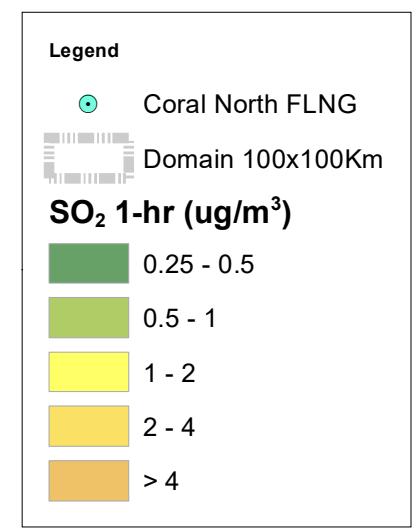 Legend
Coral North FLNG
Domain 100x100Km
SO₂ 1-hr (ug/m³)
0.25 - 0.5
0.5 - 1
1 - 2
2 - 4
> 4